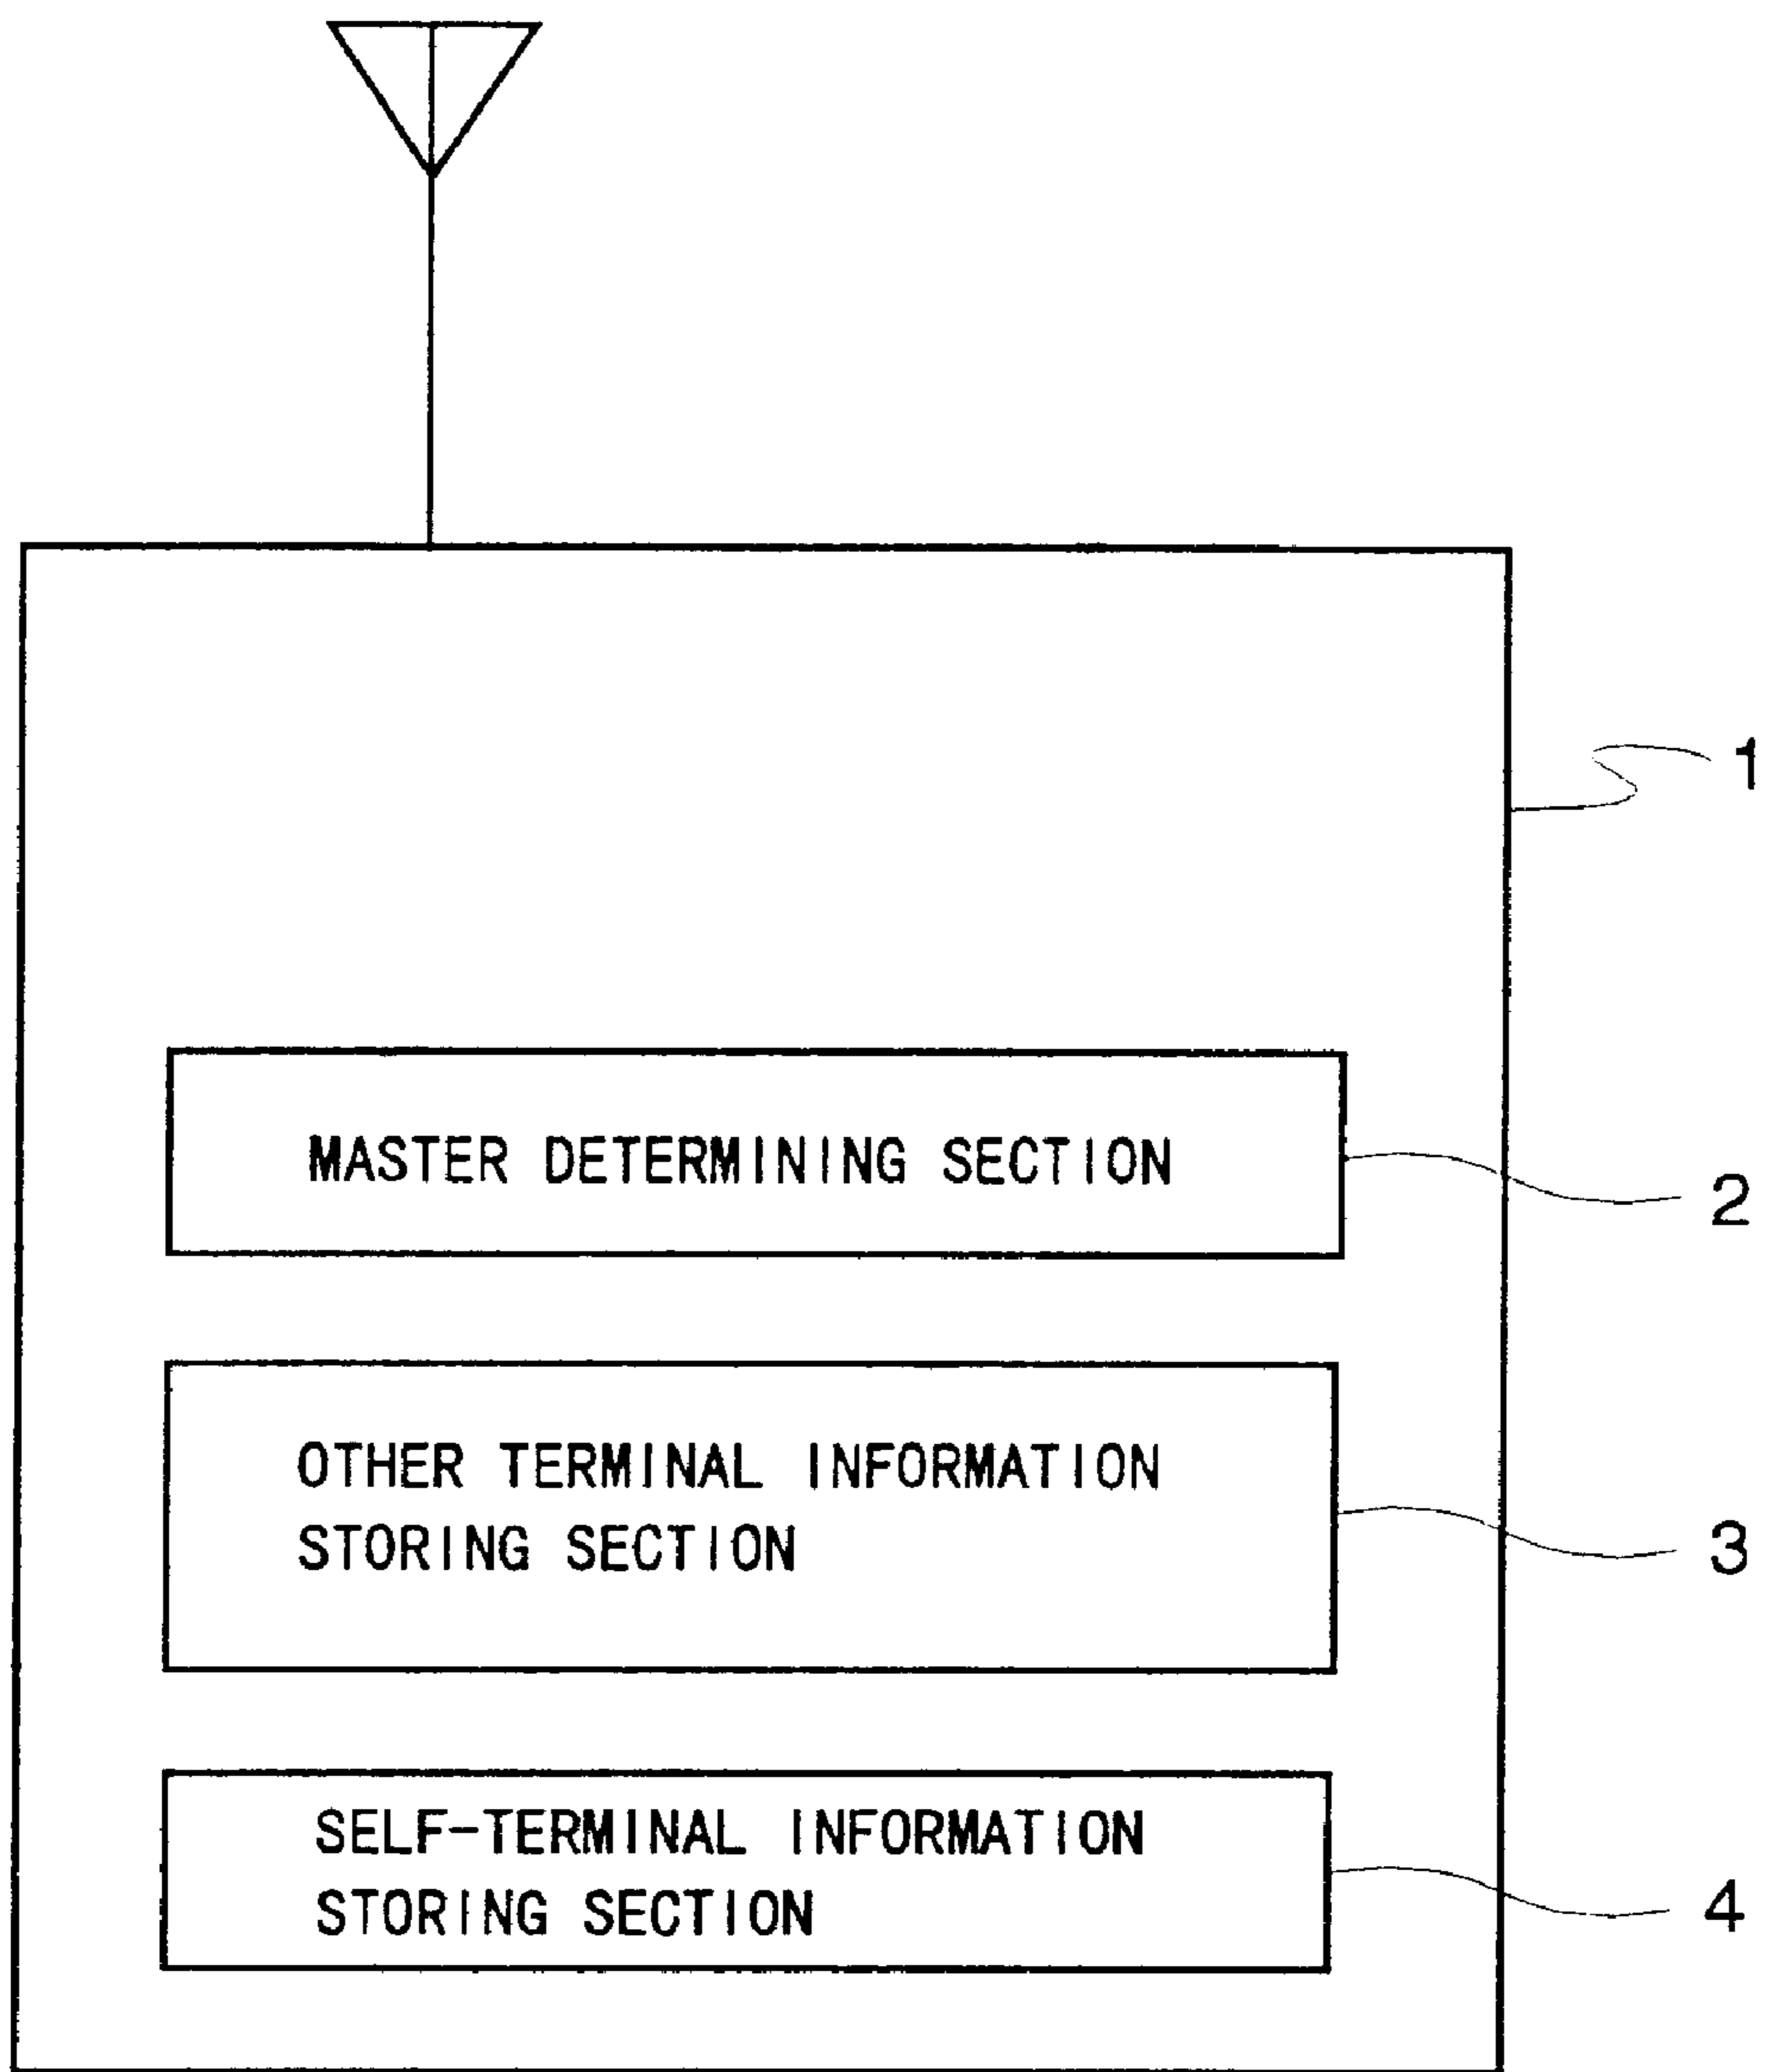 1
MASTER DETERMINING SECTION
2
OTHER TERMINAL INFORMATION
STORING SECTION
3
SELF-TERMINAL INFORMATION
STORING SECTION
4